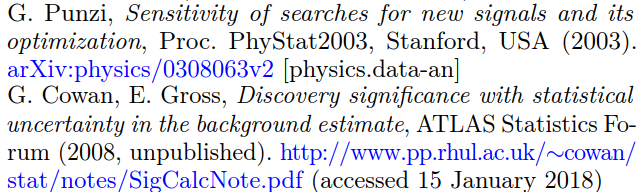 G. Punzi, Sensitivity of searches for new signals and its
optimization, Proc. PhyStat2003, Stanford, USA (2003).
arXiv:physics/0308063v2 [physics.data-an]
G. Cowan, E. Gross, Discovery significance with statistical
uncertainty in the background estimate, ATLAS Statistics Fo-
rum (2008, unpublished). http://www.pp.rhul.ac.uk/~cowan/
stat/notes/SigCalcNote.pdf (accessed 15 January 2018)